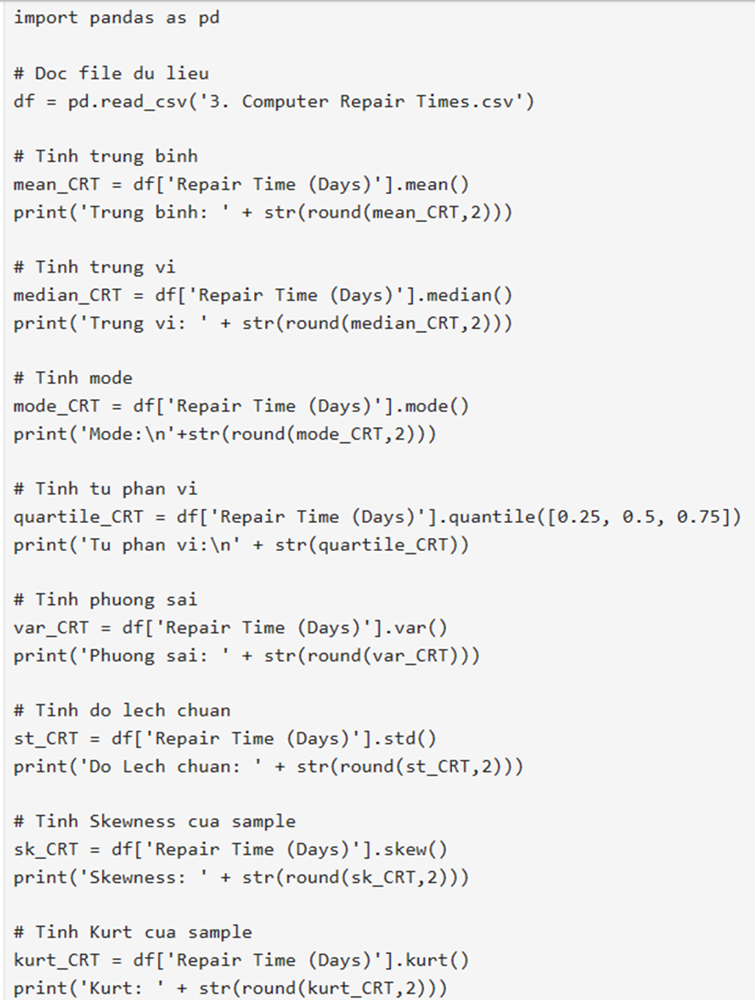 import pandas as pd
# Doc file du lieu
df = pd.read_csv('3. Computer Repair Times.csv')
# Tinh trung binh
mean_CRT = df['Repair Time (Days)'].mean()
print('Trung binh: ' + str(round(mean_CRT,2)))
# Tinh trung vi
median_CRT = df['Repair Time (Days)'].median()
print('Trung vi: ' + str(round(median_CRT,2)))
# Tinh mode
mode_CRT = df['Repair Time (Days)'].mode()
print('Mode:\n'+str(round(mode_CRT,2)))
# Tinh tu phan vi
quartile_CRT = df['Repair Time (Days)'].quantile([0.25, 0.5, 0.75])
print('Tu phan vi:\n' + str(quartile_CRT))
# Tinh phuong sai
var_CRT = df['Repair Time (Days)'].var()
print('Phuong sai: ' + str(round(var_CRT)))
# Tinh do lech chuan
st_CRT = df['Repair Time (Days)'].std()
print('Do Lech chuan: ' + str(round(st_CRT,2)))
# Tinh Skewness cua sample
sk_CRT = df['Repair Time (Days)'].skew()
print('Skewness: ' + str(round(sk_CRT,2)))
# Tinh Kurt cua sample
kurt_CRT = df['Repair Time (Days)'].kurt()
print('Kurt: ' + str(round(kurt_CRT,2)))